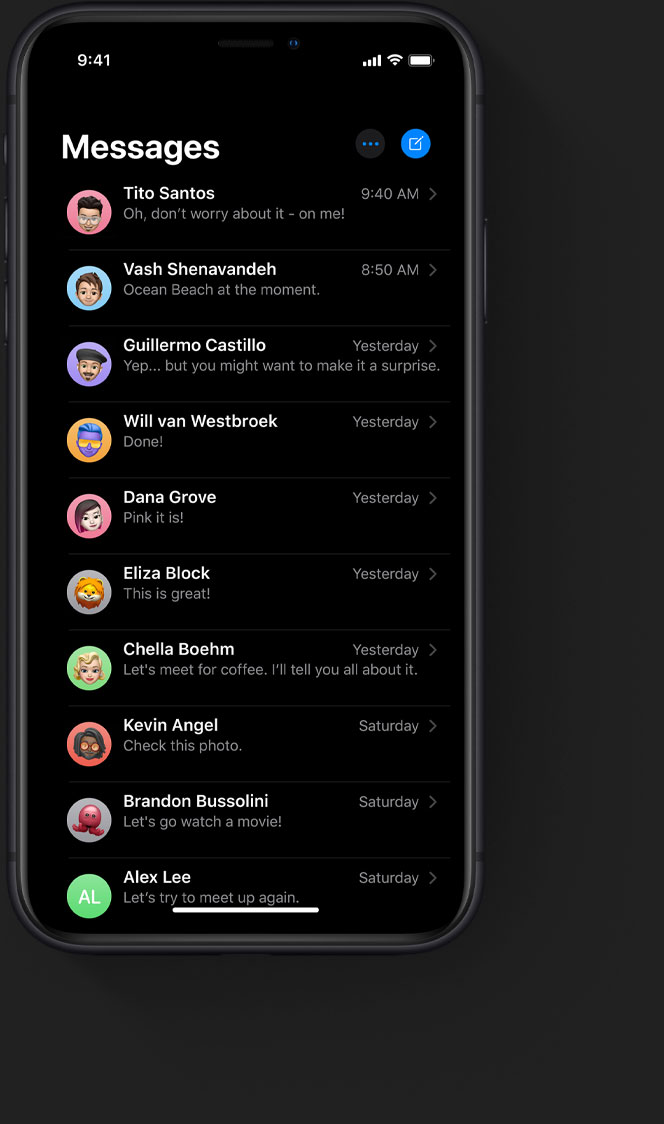 9:41
Messages
Tito Santos 9:40 AM
Oh, don’t worry about it - on me!
Vash Shenavandeh 8:50 AM
Ocean Beach at the moment.
Guillermo Castillo Yesterday
Yep... but you might want to make it a surprise.
Will van Westbroek Yesterday
Done!
Dana Grove Yesterday
Pink it is!
Eliza Block Yesterday
This is great!
Chella Boehm Yesterday
Let's meet for coffee. I’ll tell you all about it.
Kevin Angel Saturday
Check this photo.
Brandon Bussolini Saturday
Let's go watch a movie!
AL
Alex Lee Saturday
Let’s try to meet up again.